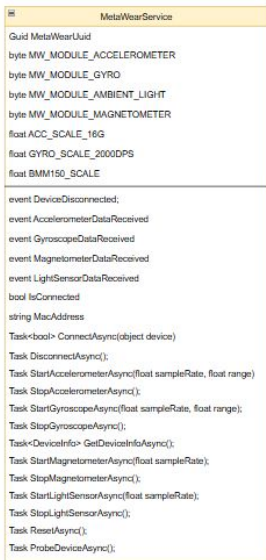 MetaWearService
Guid MetaWearUuid
byte MW_MODULE_ACCELEROMETER
byte MW_MODULE_GYRO
byte MW_MODULE_AMBIENT_LIGHT
byte MW_MODULE_MAGNETOMETER
float ACC_SCALE_16G
float GYRO_SCALE_2000DPS
float BMM150_SCALE
event DeviceDisconnected;
event AccelerometerDataReceived
event GyroscopeDataReceived
event MagnetometerDataReceived
event LightSensorDataReceived
bool IsConnected
string MacAddress
Task<bool> ConnectAsync(object device)
Task DisconnectAsync();
Task StartAccelerometerAsync(float sampleRate, float range)
Task StopAccelerometerAsync();
Task StartGyroscopeAsync(float sampleRate, float range);
Task StopGyroscopeAsync();
Task<DeviceInfo> GetDeviceInfoAsync();
Task StartMagnetometerAsync(float sampleRate);
Task StopMagnetometerAsync();
Task StartLightSensorAsync(float sampleRate);
Task StopLightSensorAsync();
Task ResetAsync();
Task ProbeDeviceAsync();